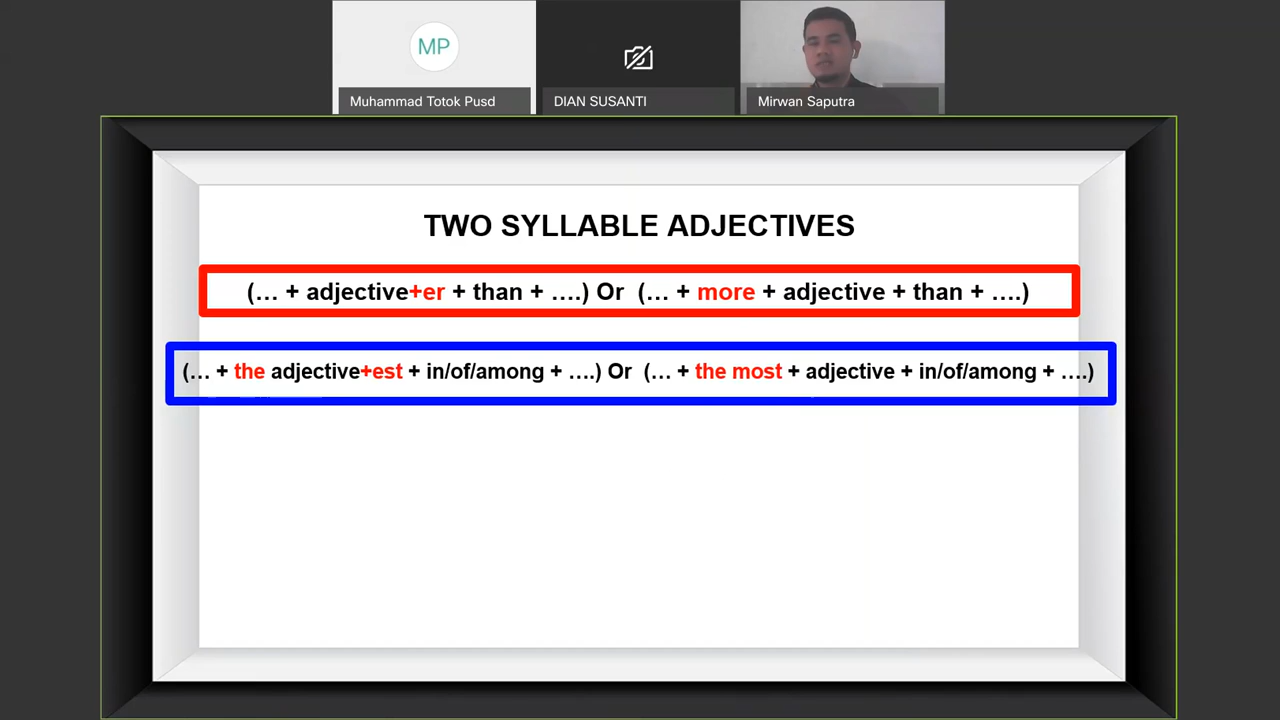 MP
Muhammad Totok Pusd
DIAN SUSANTI
Mirwan Saputra
TWO SYLLABLE ADJECTIVES
(… + adjective+er + than + ….) Or (… + more + adjective + than + ….)
(… + the adjective+est + in/of/among + ….) Or (… + the most + adjective + in/of/among + ….)